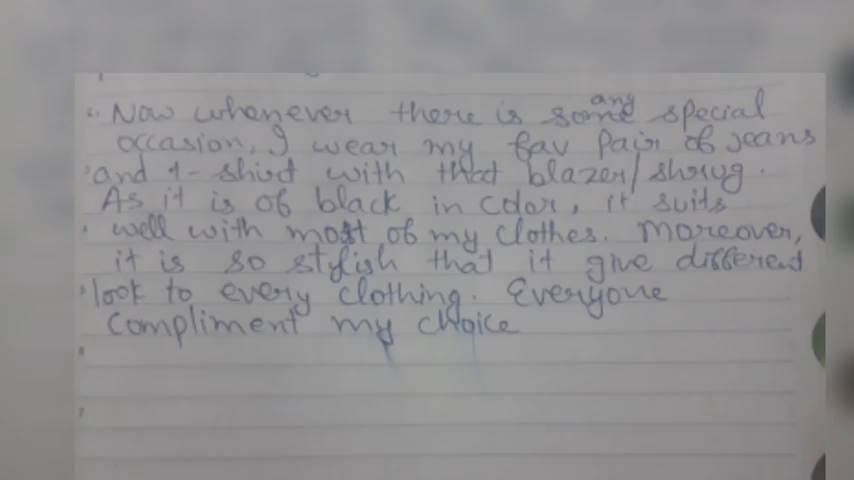 Now whenever there is some any special
occasion, I wear my fav pair of jeans
and t-shirt with that blazer/shrug.
As it is of black in color, it suits
well with most of my clothes. Moreover,
it is so stylish that it give different
look to every clothing. Everyone
compliment my choice